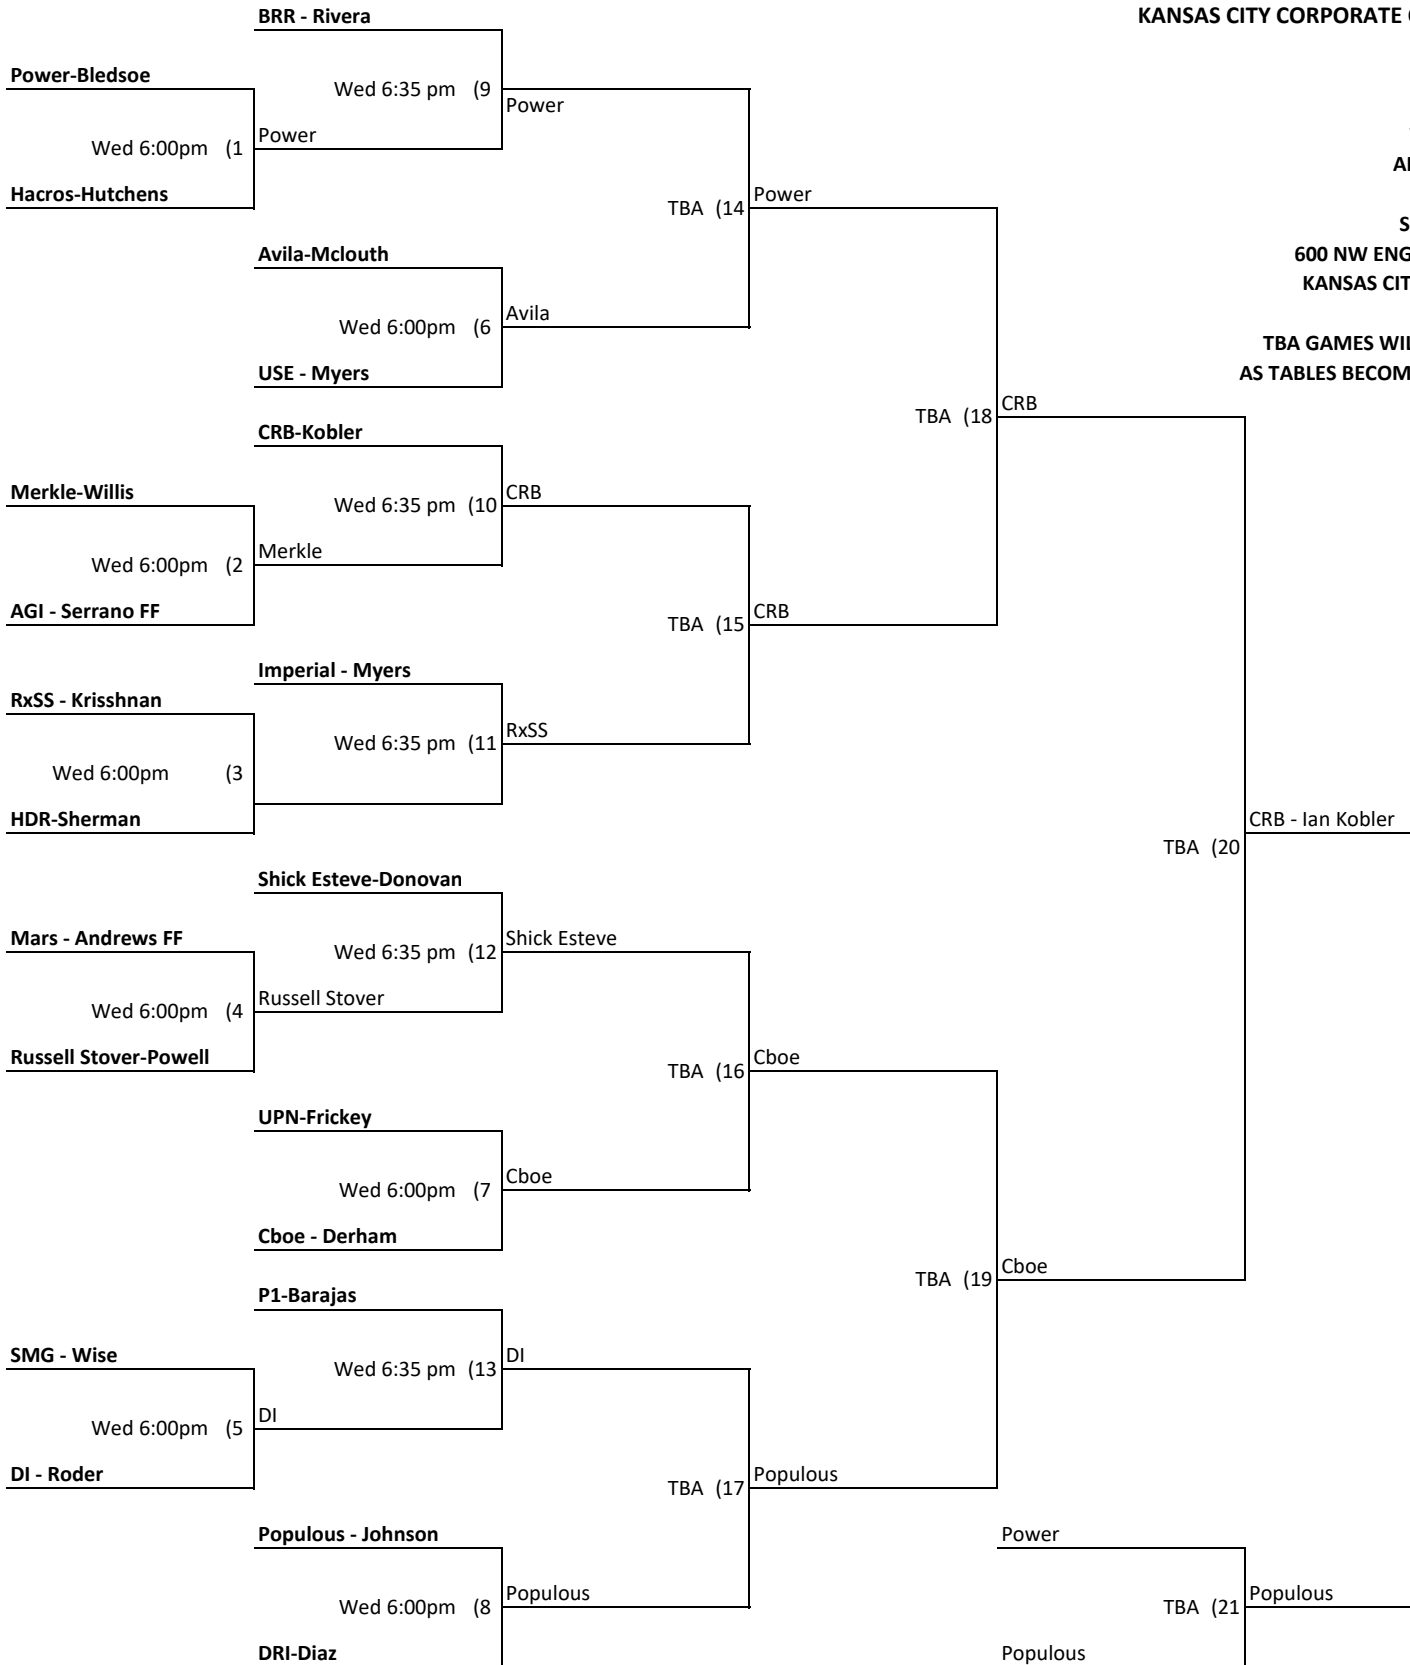 BRR - Rivera
KANSAS CITY CORPORATE
Power-Bledsoe
Wed 6:35 pm (9
Power
Wed 6:00pm (1
Power
Hacros-Hutchens
TBA (14
Power
Avila-Mclouth
600 NW ENG
KANSAS CIT
Wed 6:00pm (6
Avila
TBA GAMES WIL
USE - Myers
AS TABLES BECOM
TBA (18
CRB
CRB-Kobler
Merkle-Willis
Wed 6:35 pm (10
CRB
Wed 6:00pm (2
Merkle
AGI - Serrano FF
TBA (15
CRB
Imperial - Myers
RxSS - Krisshnan
Wed 6:35 pm (11
RxSS
Wed 6:00pm (3
HDR-Sherman
CRB - Ian Kobler
TBA (20
Shick Esteve-Donovan
Mars - Andrews FF
Wed 6:35 pm (12
Shick Esteve
Wed 6:00pm (4
Russell Stover
Russell Stover-Powell
TBA (16
Cboe
UPN-Frickey
Wed 6:00pm (7
Cboe
Cboe - Derham
TBA (19
Cboe
P1-Barajas
SMG - Wise
Wed 6:35 pm (13
DI
Wed 6:00pm (5
DI
DI - Roder
TBA (17
Populous
Populous - Johnson
Power
Wed 6:00pm (8
Populous
TBA (21
Populous
DRI-Diaz
Populous